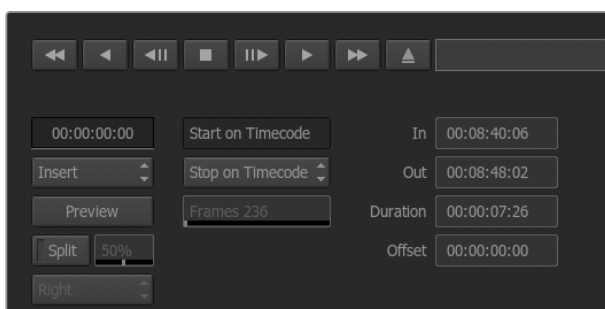 00:00:00:00 Start on Timecode In 00:08:40:06
Insert Stop on Timecode Out 00:08:48:02
Preview Frames 236 Duration 00:00:07:26
Split 50% Offset 00:00:00:00
Right